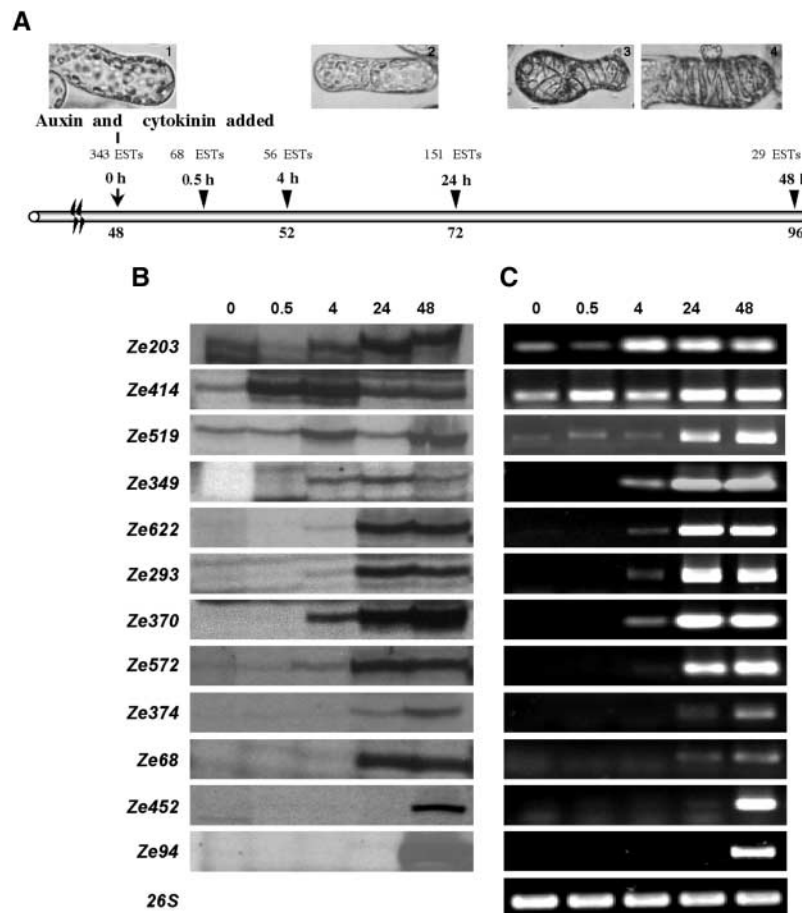 A
1
2
3
4
Auxin and cytokinin added
343 ESTs 68 ESTs 56 ESTs 151 ESTs 29 ESTs
0 h 0.5 h 4 h 24 h 48 h
48 52 72 96
B C
0 0.5 4 24 48 0 0.5 4 24 48
Ze203
Ze414
Ze519
Ze349
Ze622
Ze293
Ze370
Ze572
Ze374
Ze68
Ze452
Ze94
26S